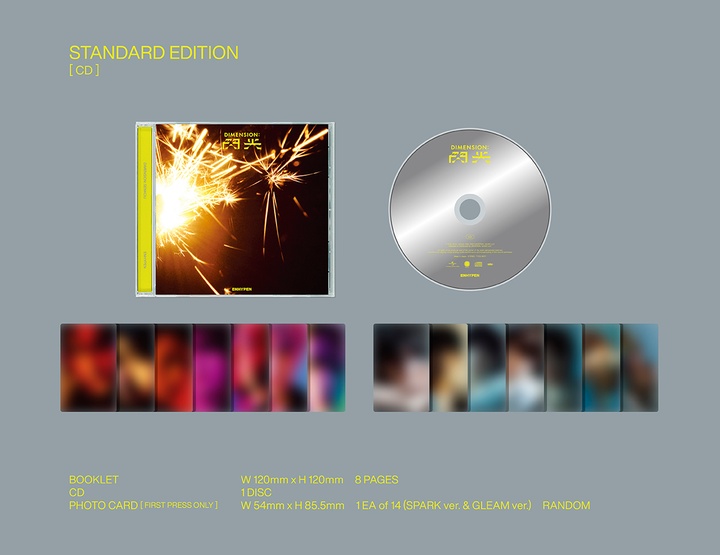 STANDARD EDITION
[ CD ]
DIMENSION:
閃光
ENHYPEN
DIMENSION:
閃光
ENHYPEN
BOOKLET W 120mm x H 120mm 8 PAGES
CD 1 DISC
PHOTO CARD [ FIRST PRESS ONLY ] W 54mm x H 85.5mm 1 EA of 14 (SPARK ver. & GLEAM ver.) RANDOM